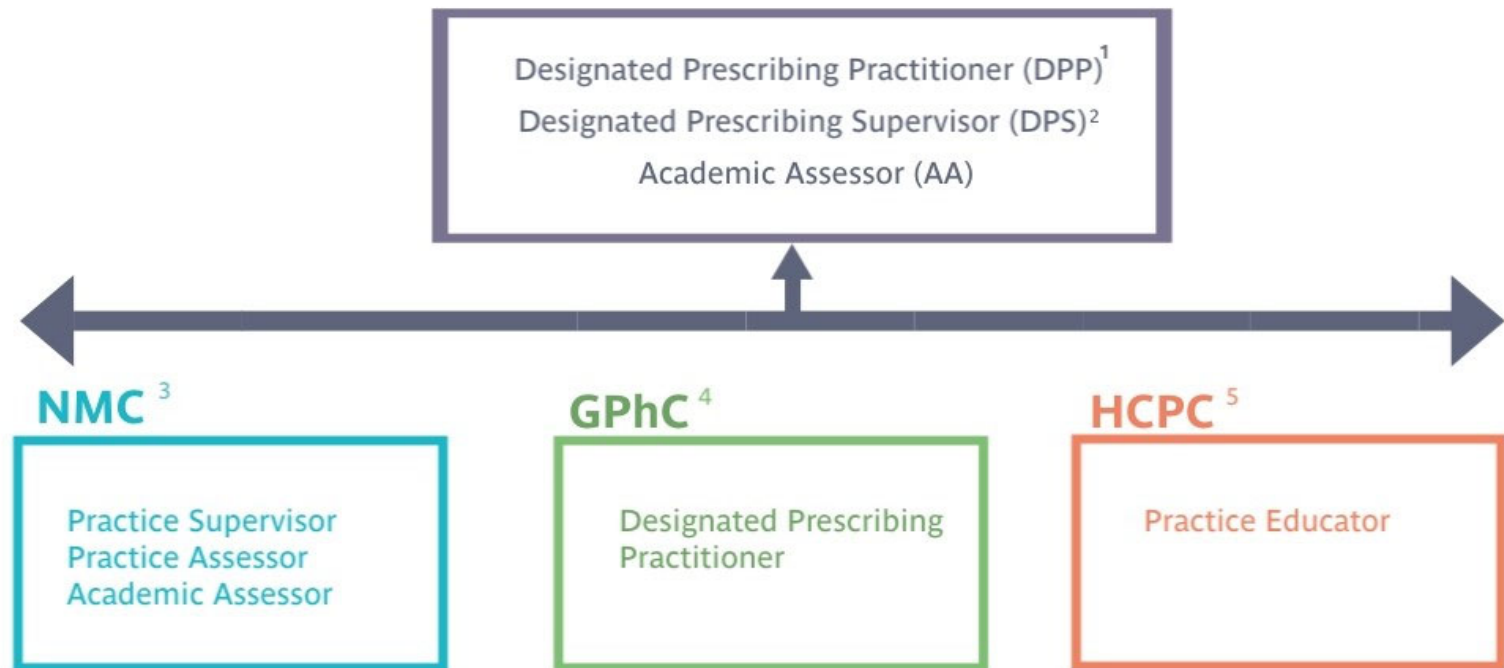 Designated Prescribing Practitioner (DPP)¹
Designated Prescribing Supervisor (DPS)²
Academic Assessor (AA)
NMC ³
Practice Supervisor
Practice Assessor
Academic Assessor
GPhC ⁴
Designated Prescribing
Practitioner
HCPC ⁵
Practice Educator